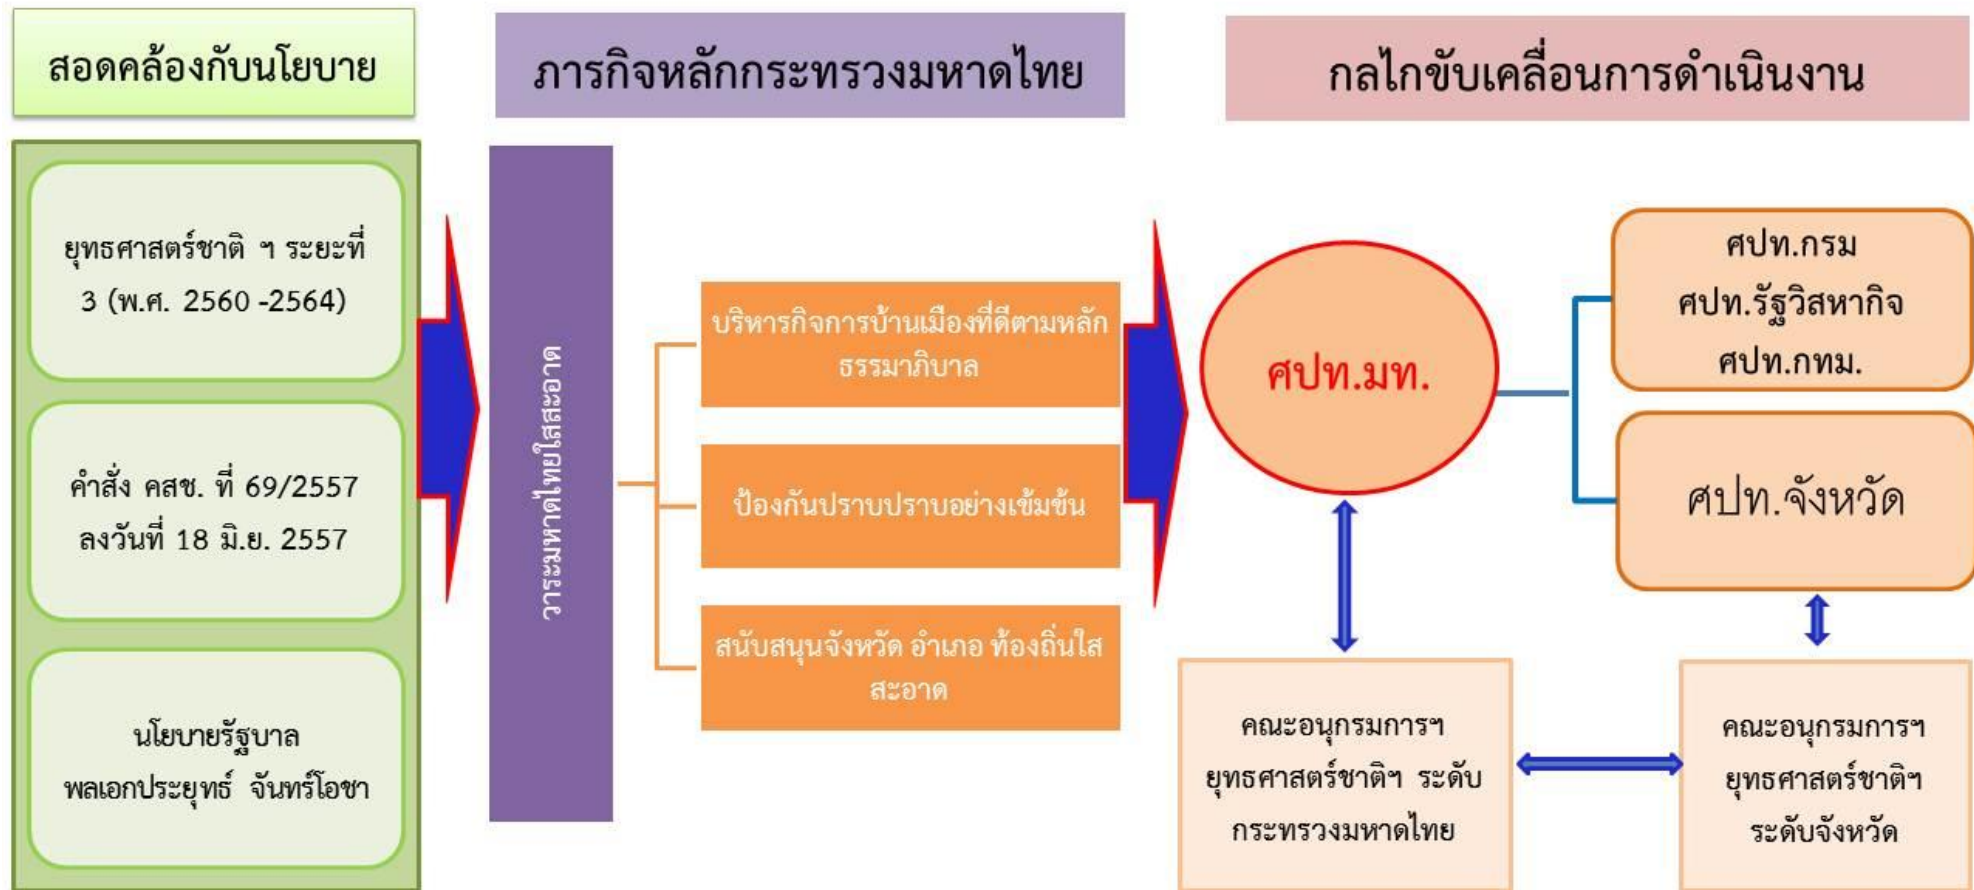 สอดคล้องกับนโยบาย
ยุทธศาสตร์ชาติ ฯ ระยะที่
3 (พ.ศ. 2560 -2564)
คำสั่ง คสช. ที่ 69/2557
ลงวันที่ 18 มิ.ย. 2557
นโยบายรัฐบาล
พลเอกประยุทธ์ จันทร์โอชา
ภารกิจหลักกระทรวงมหาดไทย
วาระมหาดไทยใสสะอาด
บริหารกิจการบ้านเมืองที่ดีตามหลัก
ธรรมาภิบาล
ป้องกันปราบปราบอย่างเข้มข้น
สนับสนุนจังหวัด อำเภอ ท้องถิ่นใส
สะอาด
กลไกขับเคลื่อนการดำเนินงาน
ศปท.มท.
ศปท.กรม
ศปท.รัฐวิสหากิจ
ศปท.กทม.
ศปท.จังหวัด
คณะอนุกรมการฯ
ยุทธศาสตร์ชาติฯ ระดับ
กระทรวงมหาดไทย
คณะอนุกรมการฯ
ยุทธศาสตร์ชาติฯ
ระดับจังหวัด